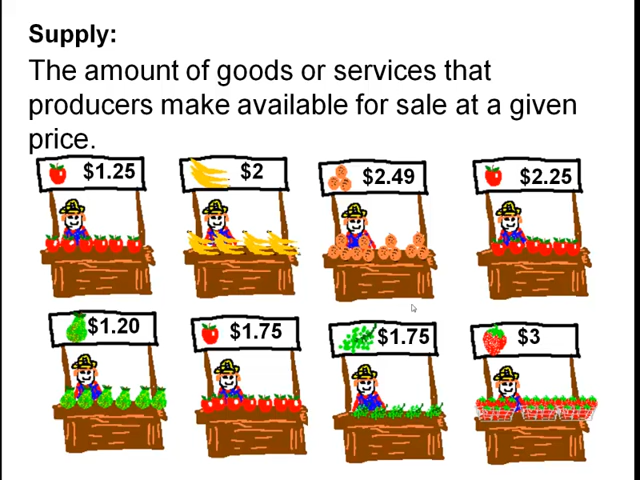 Supply:
The amount of goods or services that
producers make available for sale at a given
price.
$1.25
$2
$2.49
$2.25
$1.20
$1.75
$1.75
$3